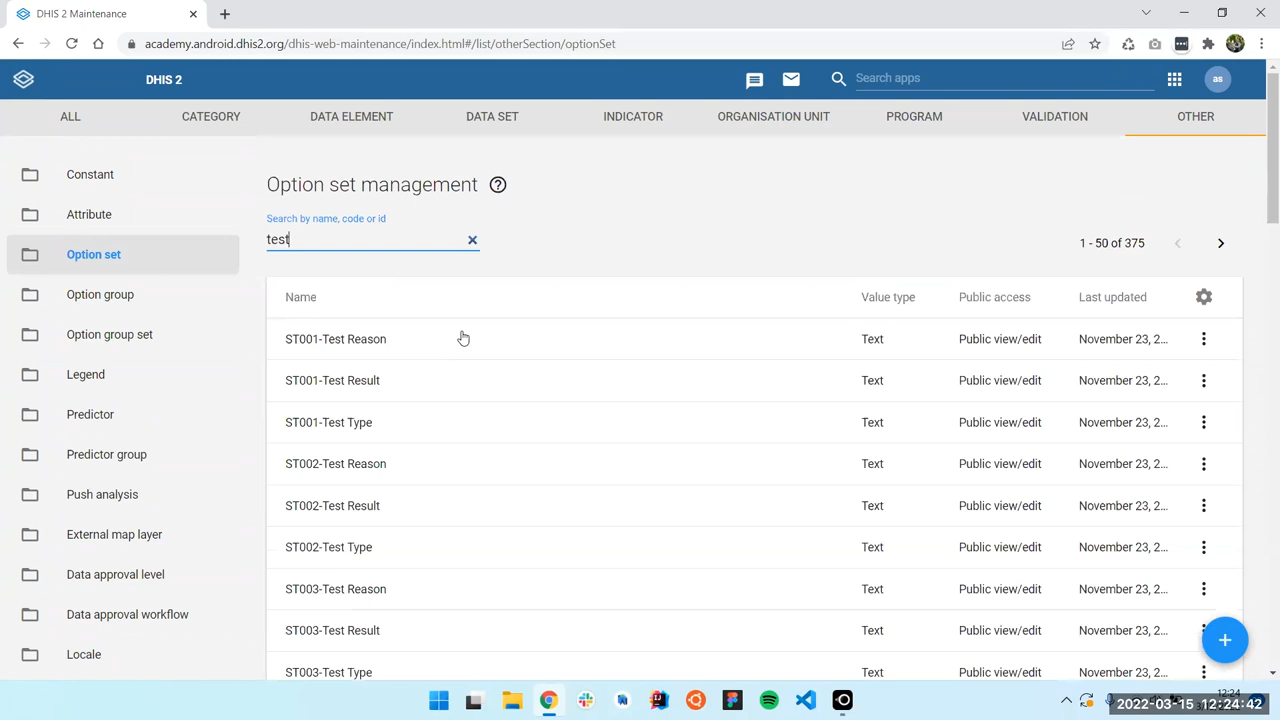 DHIS 2 Maintenance
academy.android.dhis2.org/dhis-web-maintenance/index.html#/list/otherSection/optionSet
DHIS 2
Search apps
as
ALL CATEGORY DATA ELEMENT DATA SET INDICATOR ORGANISATION UNIT PROGRAM VALIDATION OTHER
Constant
Attribute
Option set
Option group
Option group set
Legend
Predictor
Predictor group
Push analysis
External map layer
Data approval level
Data approval workflow
Locale
Option set management
Search by name, code or id
test
1 - 50 of 375
Name Value type Public access Last updated
ST001-Test Reason Text Public view/edit November 23, 2...
ST001-Test Result Text Public view/edit November 23, 2...
ST001-Test Type Text Public view/edit November 23, 2...
ST002-Test Reason Text Public view/edit November 23, 2...
ST002-Test Result Text Public view/edit November 23, 2...
ST002-Test Type Text Public view/edit November 23, 2...
ST003-Test Reason Text Public view/edit November 23, 2...
ST003-Test Result Text Public view/edit November 23, 2...
ST003-Test Type Text Public view/edit November 23, 2...
12:24
2022-03-15 12:24:42